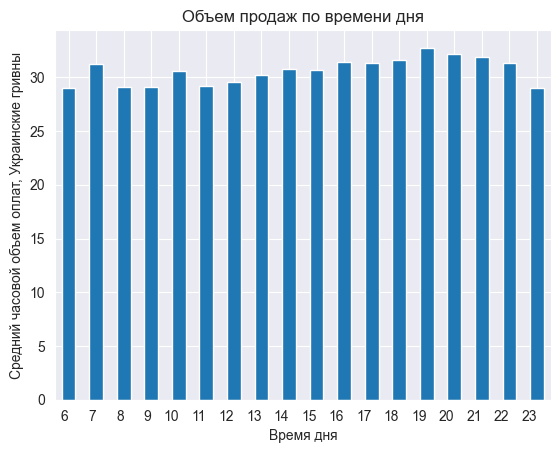 Объем продаж по времени дня
Средний часовой объем оплат, Украинские гривны
30
25
20
15
10
5
0
6 7 8 9 10 11 12 13 14 15 16 17 18 19 20 21 22 23
Время дня